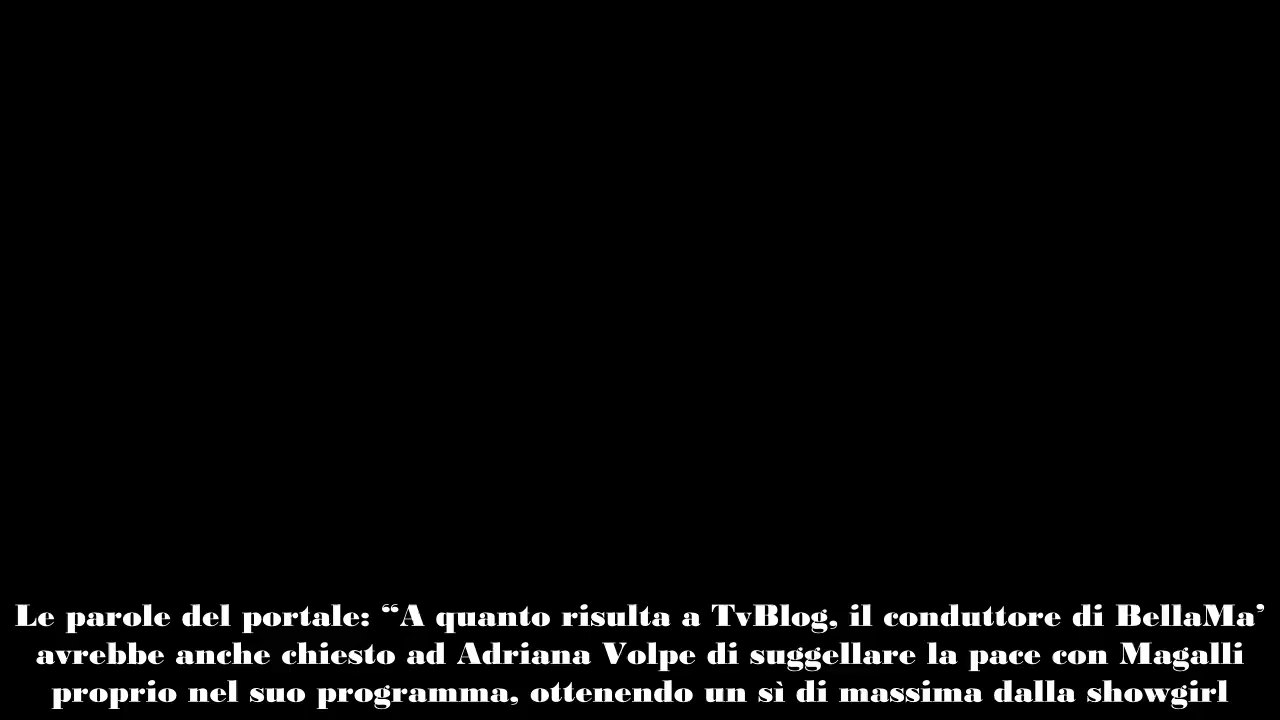 Le parole del portale: “A quanto risulta a TvBlog, il conduttore di BellaMa’
avrebbe anche chiesto ad Adriana Volpe di suggellare la pace con Magalli
proprio nel suo programma, ottenendo un sì di massima dalla showgirl